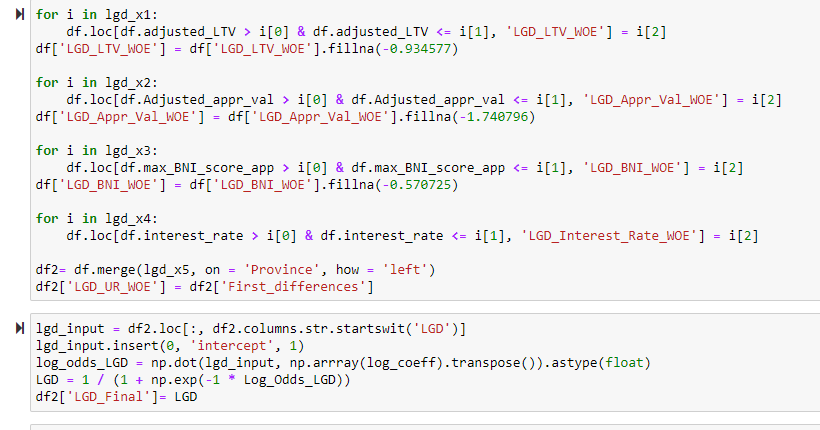 for i in lgd_x1:
    df.loc[df.adjusted_LTV > i[0] & df.adjusted_LTV <= i[1], 'LGD_LTV_WOE'] = i[2]
df['LGD_LTV_WOE'] = df['LGD_LTV_WOE'].fillna(-0.934577)
for i in lgd_x2:
    df.loc[df.Adjusted_appr_val > i[0] & df.Adjusted_appr_val <= i[1], 'LGD_Appr_Val_WOE'] = i[2]
df['LGD_Appr_Val_WOE'] = df['LGD_Appr_Val_WOE'].fillna(-1.740796)
for i in lgd_x3:
    df.loc[df.max_BNI_score_app > i[0] & df.max_BNI_score_app <= i[1], 'LGD_BNI_WOE'] = i[2]
df['LGD_BNI_WOE'] = df['LGD_BNI_WOE'].fillna(-0.570725)
for i in lgd_x4:
    df.loc[df.interest_rate > i[0] & df.interest_rate <= i[1], 'LGD_Interest_Rate_WOE'] = i[2]
df2= df.merge(lgd_x5, on = 'Province', how = 'left')
df2['LGD_UR_WOE'] = df2['First_differences']
lgd_input = df2.loc[:, df2.columns.str.startswit('LGD')]
lgd_input.insert(0, 'intercept', 1)
log_odds_LGD = np.dot(lgd_input, np.arrray(log_coeff).transpose()).astype(float)
LGD = 1 / (1 + np.exp(-1 * Log_Odds_LGD))
df2['LGD_Final']= LGD